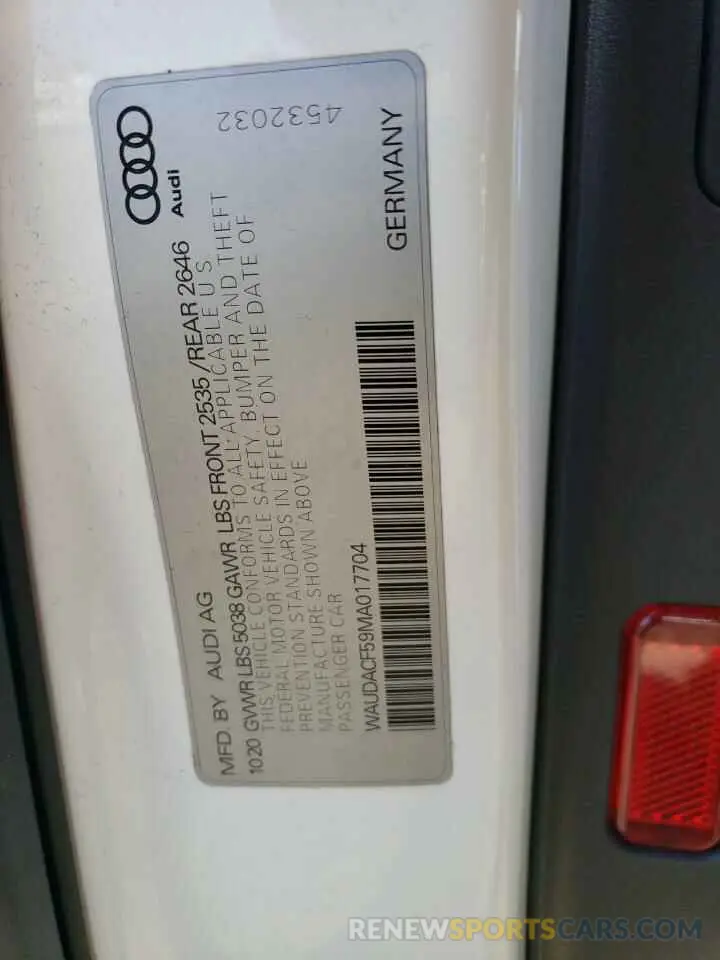 MFD. BY AUDI AG
10 20 GVWR LBS 5038 GAWR LBS FRONT 2535 / REAR 2646
THIS VEHICLE CONFORMS TO ALL APPLICABLE U S
FEDERAL MOTOR VEHICLE SAFETY, BUMPER AND THEFT
PREVENTION STANDARDS IN EFFECT ON THE DATE OF
MANUFACTURE SHOWN ABOVE
PASSENGER CAR
WAUDACF59MA017704
Audi
4532032
GERMANY
RENEWSPORTSCARS.COM